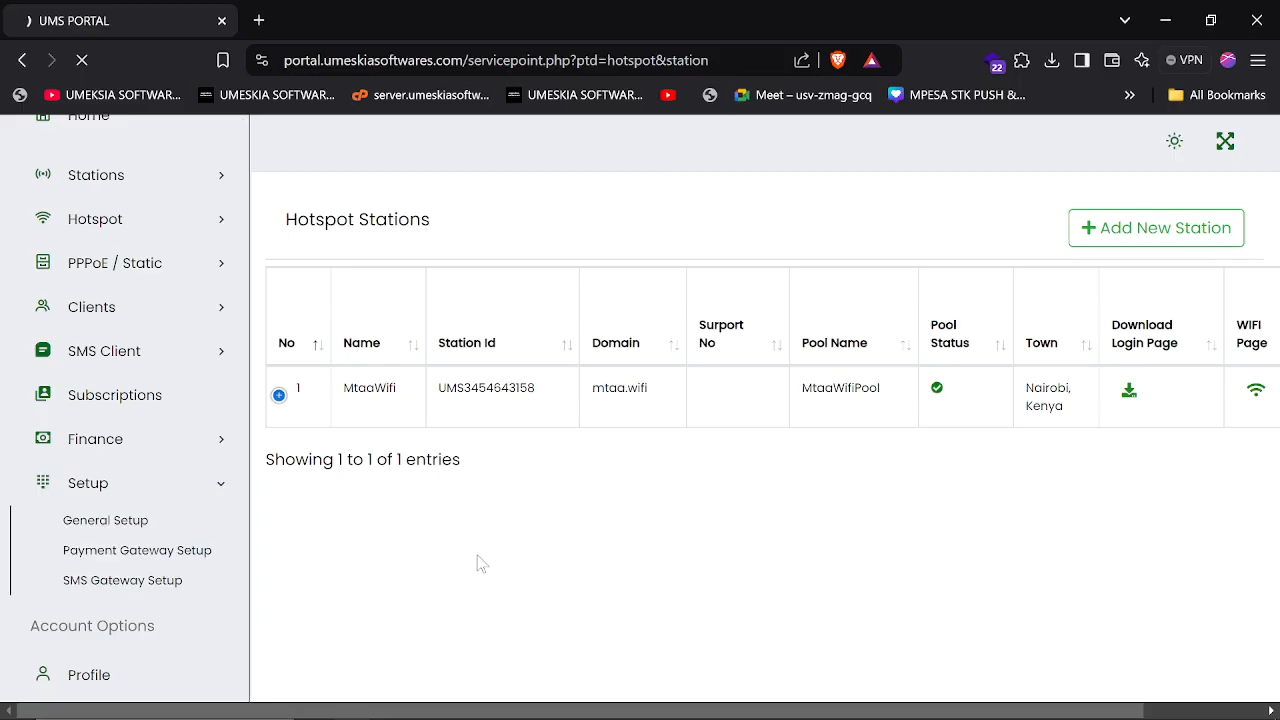 UMS PORTAL
portal.umeskiasoftwares.com/servicepoint.php?ptd=hotspot&station
22
VPN
UMEKSIA SOFTWAR...
UMESKIA SOFTWAR...
server.umeskiasoftw...
UMESKIA SOFTWAR...
Meet – usv-zmag-gcq
MPESA STK PUSH &...
All Bookmarks
Home
Stations
Hotspot
PPPoE / Static
Clients
SMS Client
Subscriptions
Finance
Setup
General Setup
Payment Gateway Setup
SMS Gateway Setup
Account Options
Profile
Hotspot Stations
Add New Station
No
Name
Station Id
Domain
Surport
No
Pool Name
Pool
Status
Town
Download
Login Page
WIFI
Page
1
MtaaWifi
UMS3454643158
mtaa.wifi
MtaaWifiPool
Nairobi,
Kenya
Showing 1 to 1 of 1 entries